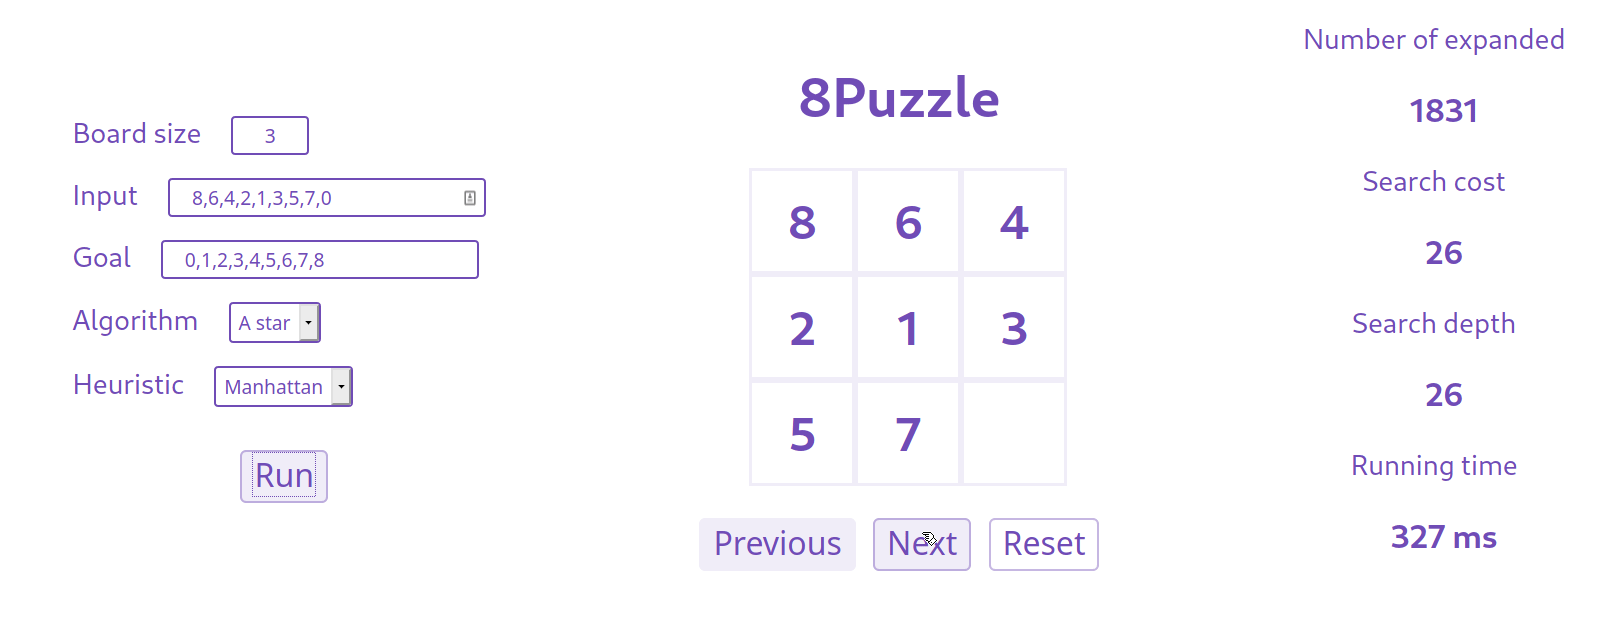 Board size 3
Input 8,6,4,2,1,3,5,7,0
Goal 0,1,2,3,4,5,6,7,8
Algorithm A star
Heuristic Manhattan
Run
8Puzzle
8 6 4
2 1 3
5 7
Previous Next Reset
Number of expanded
1831
Search cost
26
Search depth
26
Running time
327 ms